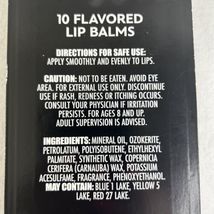 10 FLAVORED
LIP BALMS
DIRECTIONS FOR SAFE USE:
APPLY SMOOTHLY AND EVENLY TO LIPS.
CAUTION: NOT TO BE EATEN. AVOID EYE
AREA. FOR EXTERNAL USE ONLY. DISCONTINUE
USE IF RASH, REDNESS OR ITCHING OCCURS.
CONSULT YOUR PHYSICIAN IF IRRITATION
PERSISTS. FOR AGES 8 AND UP.
ADULT SUPERVISION IS ADVISED.
INGREDIENTS: MINERAL OIL, OZOKERITE,
PETROLATUM, POLYISOBUTENE, ETHYLHEXYL
PALMITATE, SYNTHETIC WAX, COPERNICIA
CERIFERA (CARNAUBA) WAX, POTASSIUM
ACESULFAME, FRAGRANCE, PHENOXYETHANOL.
MAY CONTAIN: BLUE 1 LAKE, YELLOW 5
LAKE, RED 27 LAKE.